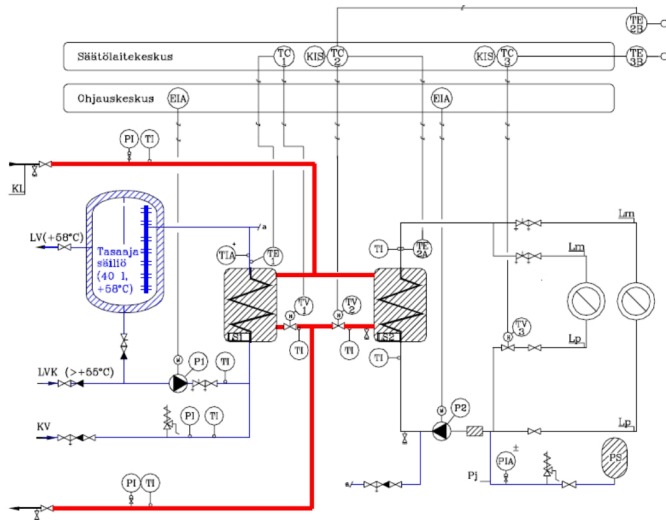 TE
2B
Säätölaitekeskus
TC
1
KIS
TC
2
KIS
TC
3
TE
3B
Ohjauskeskus
EIA
EIA
PI
TI
KL
LV(+58°C)
Tasaaja
säiliö
(40 l,
+58°C)
a
TIA
+
TE
1
TI
TE
2A
Lm
Lm
TV
1
M
TV
2
M
TV
3
M
LS1
LS2
TI
TI
TI
Lp
LVK (>+55°C)
M
P1
TI
M
P2
Lp
KV
PI
TI
PIA
±
PS
Pj
a
PI
TI